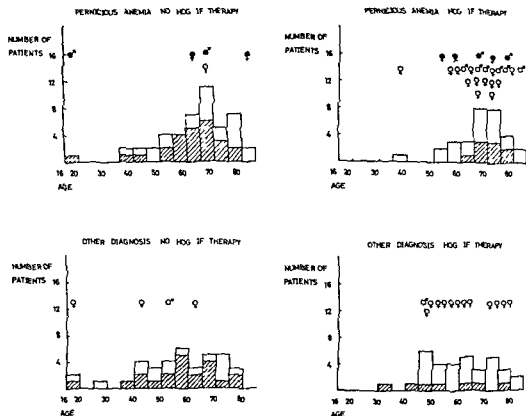 PERNICIOUS ANEMIA NO HOG IF THERAPY
NUMBER OF
PATIENTS
16
12
8
4
16 20 30 40 50 60 70 80
AGE
PERNICIOUS ANEMIA HOG IF THERAPY
NUMBER OF
PATIENTS
16
12
8
4
16 20 30 40 50 60 70 80
AGE
OTHER DIAGNOSIS NO HOG IF THERAPY
NUMBER OF
PATIENTS
12
8
4
16 20 30 40 50 60 70 80
AGE
OTHER DIAGNOSIS HOG IF THERAPY
NUMBER OF
PATIENTS
12
8
4
16 20 30 40 50 60 70 80
AGE